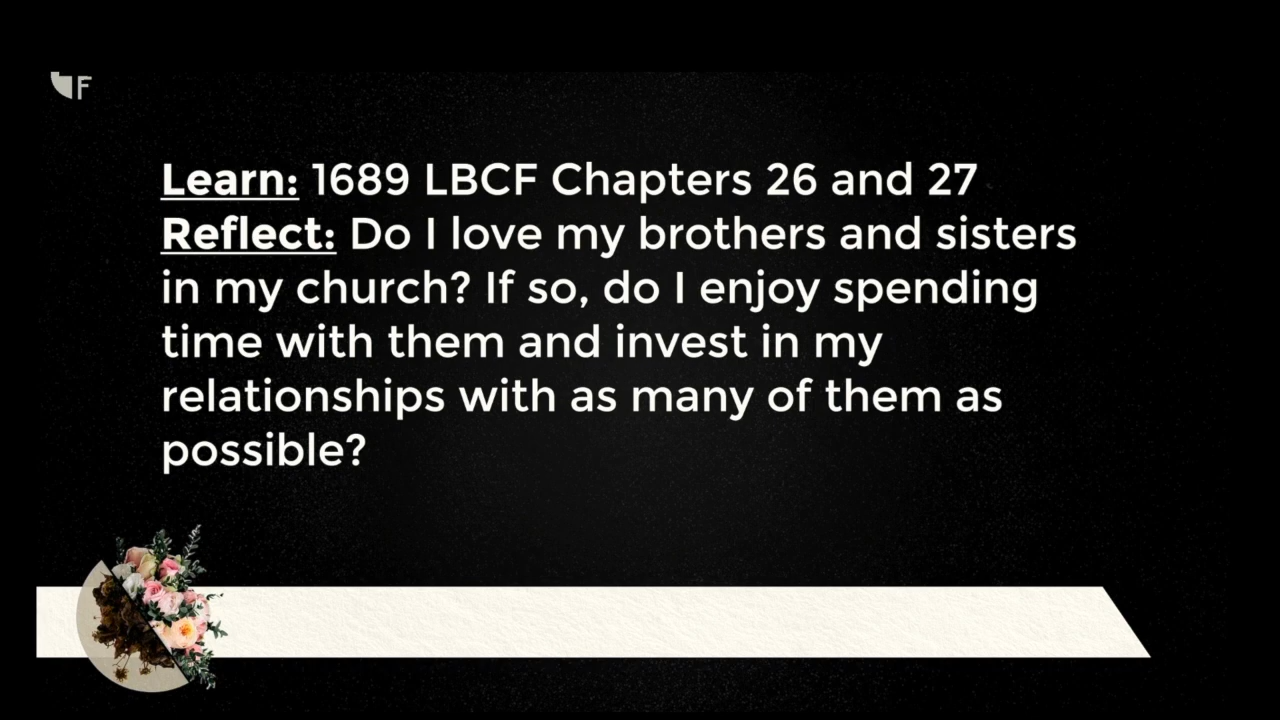 F
Learn: 1689 LBCF Chapters 26 and 27
Reflect: Do I love my brothers and sisters
in my church? If so, do I enjoy spending
time with them and invest in my
relationships with as many of them as
possible?